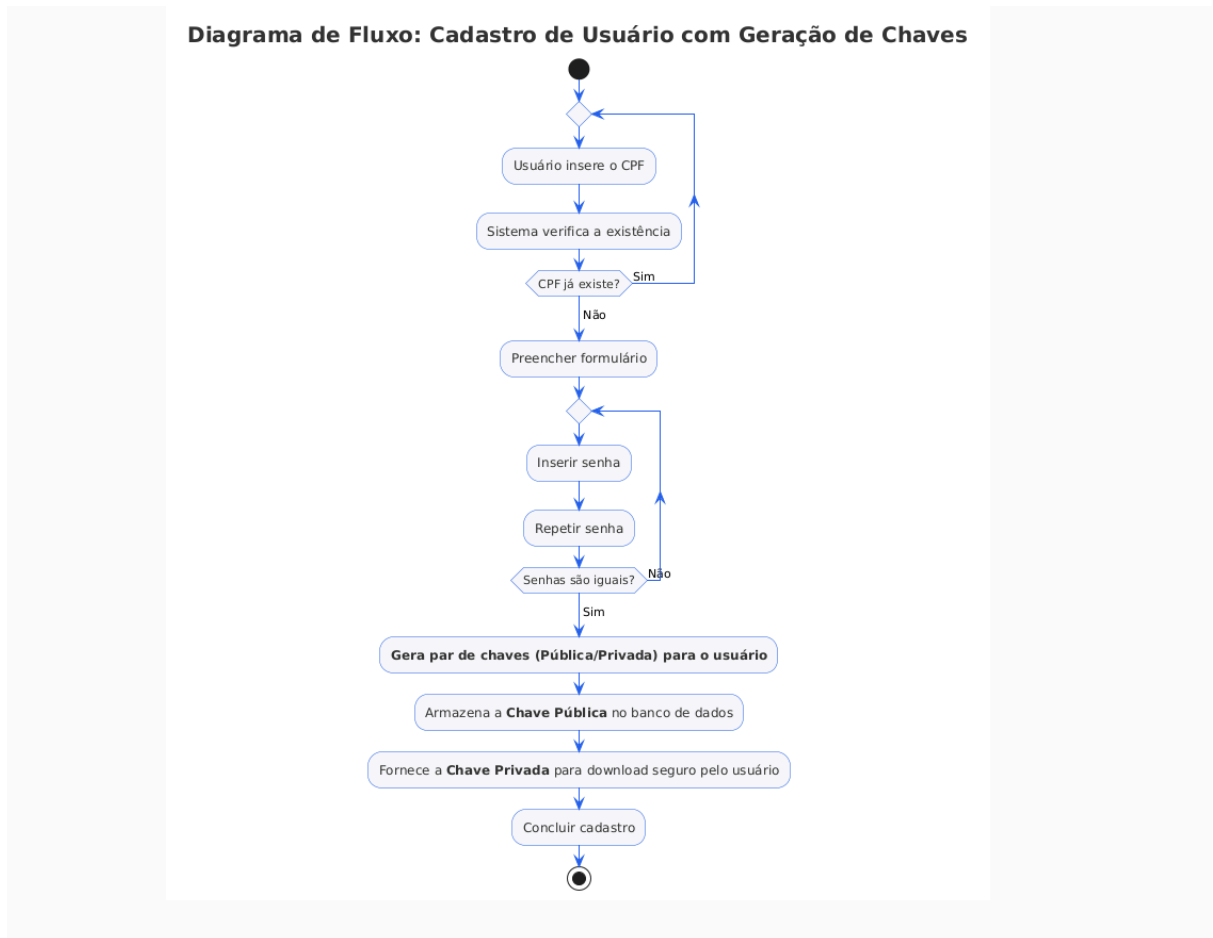 Diagrama de Fluxo: Cadastro de Usuário com Geração de Chaves
Usuário insere o CPF
Sistema verifica a existência
CPF já existe?
Sim
Não
Preencher formulário
Inserir senha
Repetir senha
Senhas são iguais?
Não
Sim
Gera par de chaves (Pública/Privada) para o usuário
Armazena a Chave Pública no banco de dados
Fornece a Chave Privada para download seguro pelo usuário
Concluir cadastro